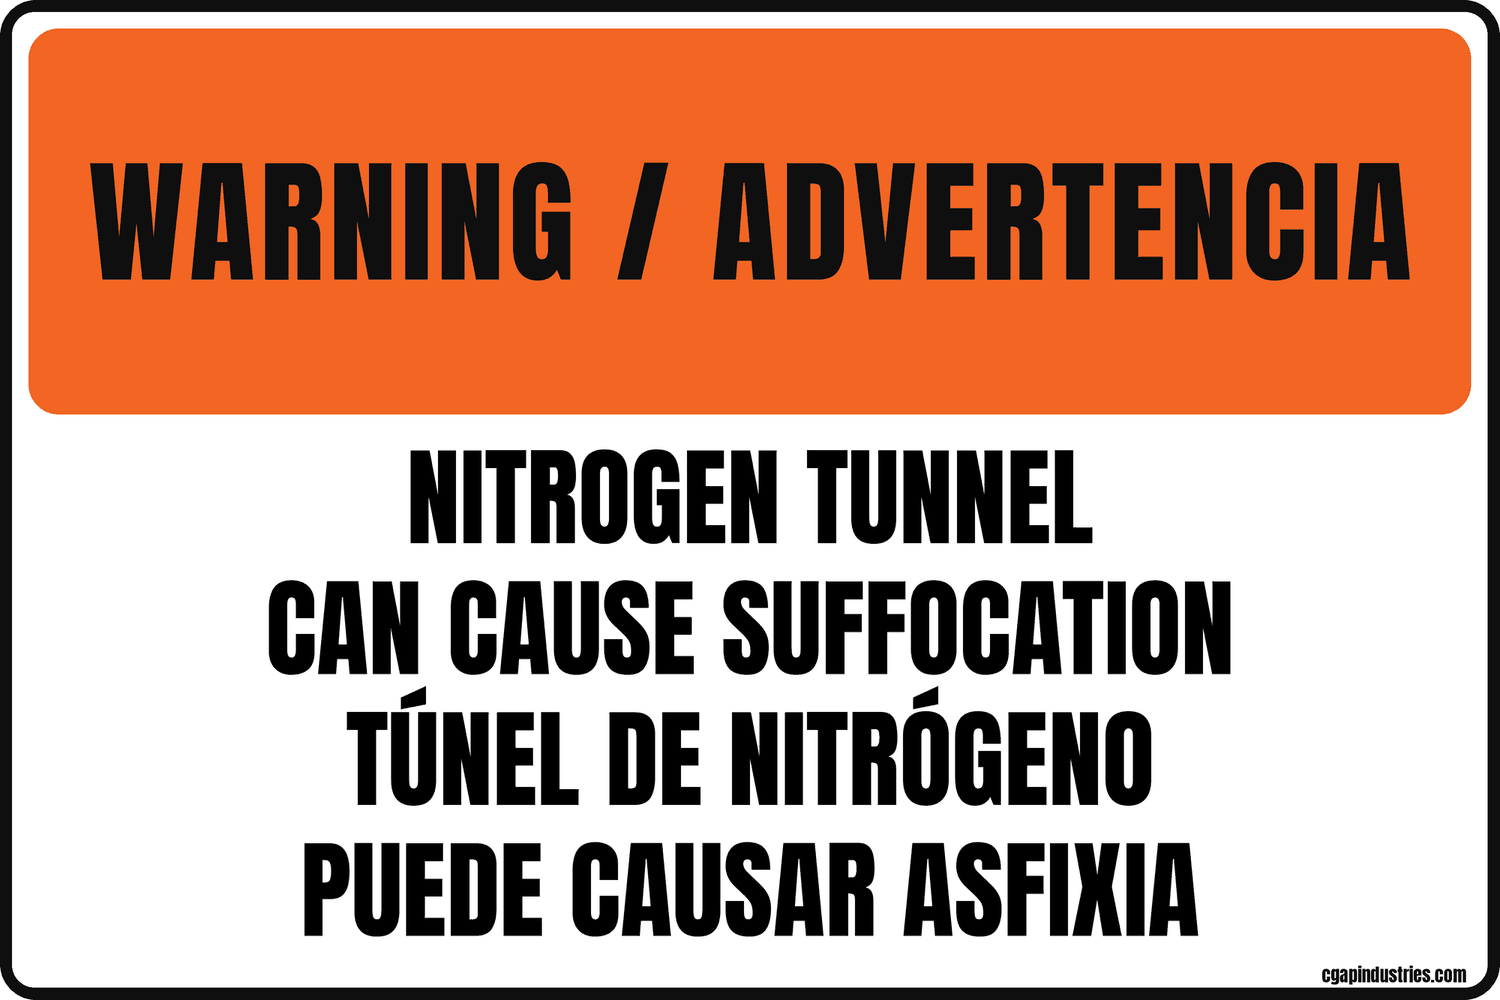 WARNING / ADVERTENCIA
NITROGEN TUNNEL
CAN CAUSE SUFFOCATION
TÚNEL DE NITRÓGENO
PUEDE CAUSAR ASFIXIA
cgapindustries.com